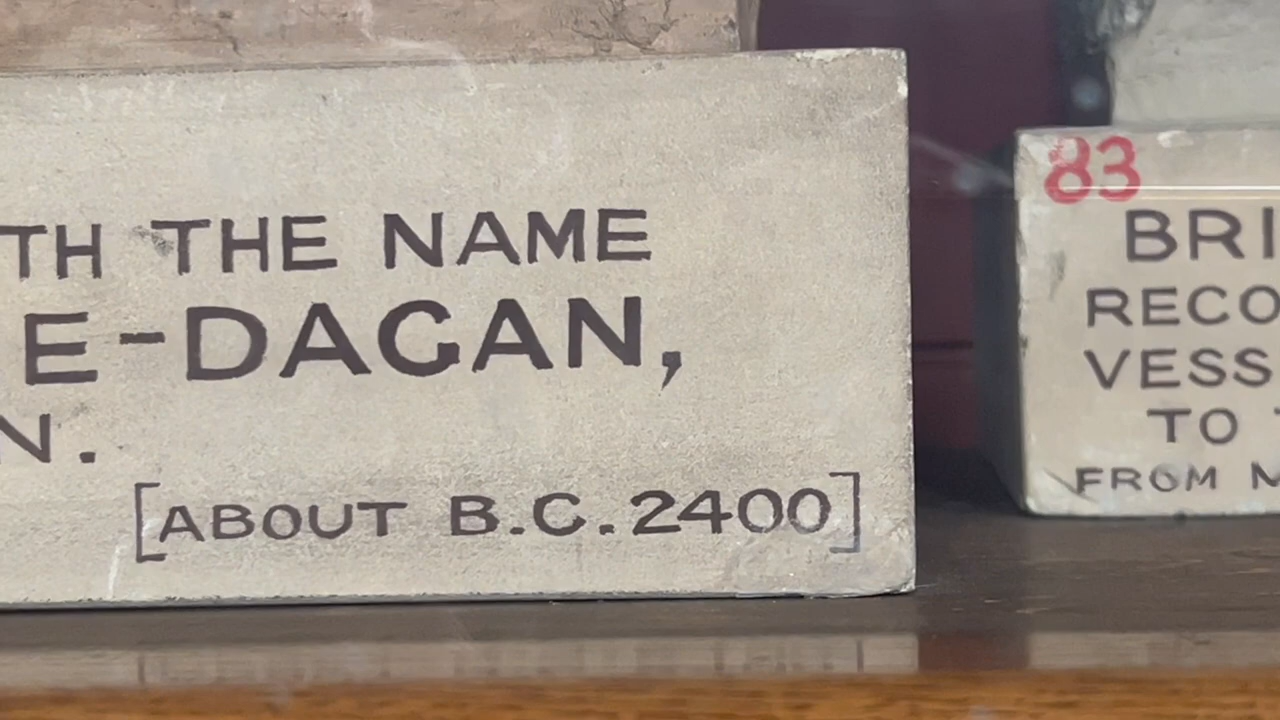 TH THE NAME
E-DAGAN,
N.
[ABOUT B.C. 2400]
83
BRI
RECO
VESS
TO T
FROM M